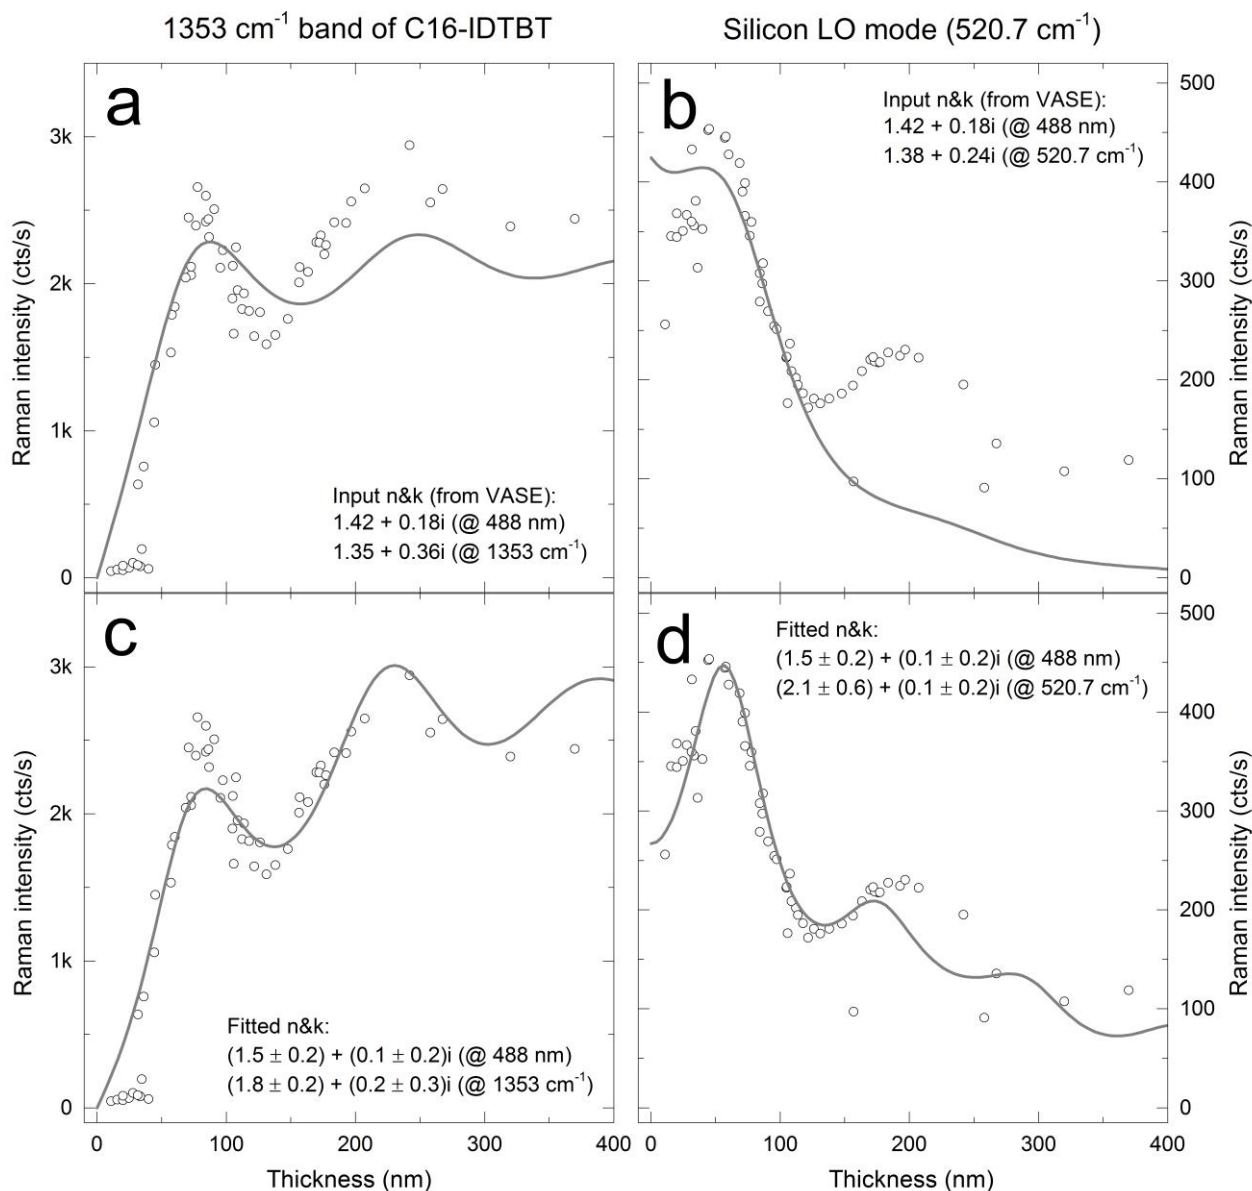 1353 cm⁻¹ band of C16-IDTBT
Silicon LO mode (520.7 cm⁻¹)
a
3k
2k
1k
0
Raman intensity (cts/s)
Input n&k (from VASE):
1.42 + 0.18i (@ 488 nm)
1.35 + 0.36i (@ 1353 cm⁻¹)
b
Input n&k (from VASE):
1.42 + 0.18i (@ 488 nm)
1.38 + 0.24i (@ 520.7 cm⁻¹)
500
400
300
200
100
0
Raman intensity (cts/s)
c
3k
2k
1k
0
Raman intensity (cts/s)
Fitted n&k:
(1.5 ± 0.2) + (0.1 ± 0.2)i (@ 488 nm)
(1.8 ± 0.2) + (0.2 ± 0.3)i (@ 1353 cm⁻¹)
0 100 200 300 400
Thickness (nm)
d
Fitted n&k:
(1.5 ± 0.2) + (0.1 ± 0.2)i (@ 488 nm)
(2.1 ± 0.6) + (0.1 ± 0.2)i (@ 520.7 cm⁻¹)
500
400
300
200
100
0
Raman intensity (cts/s)
0 100 200 300 400
Thickness (nm)